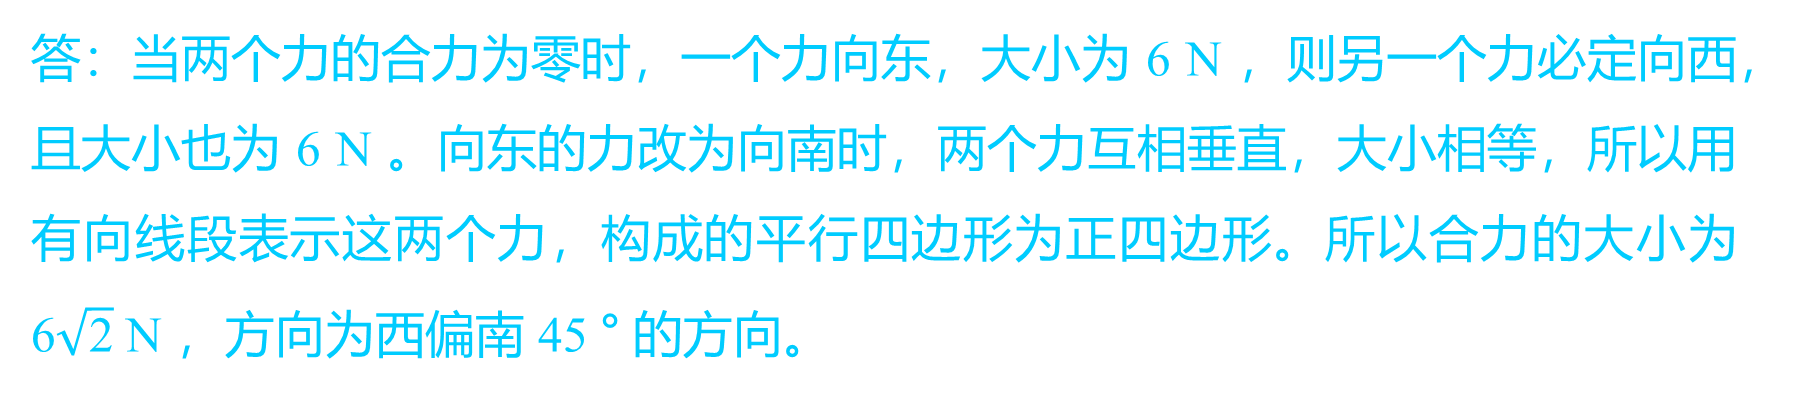 答：当两个力的合力为零时，一个力向东，大小为 6 N ，则另一个力必定向西，
且大小也为 6 N 。向东的力改为向南时，两个力互相垂直，大小相等，所以用
有向线段表示这两个力，构成的平行四边形为正四边形。所以合力的大小为
6√2 N ，方向为西偏南 45 ° 的方向。